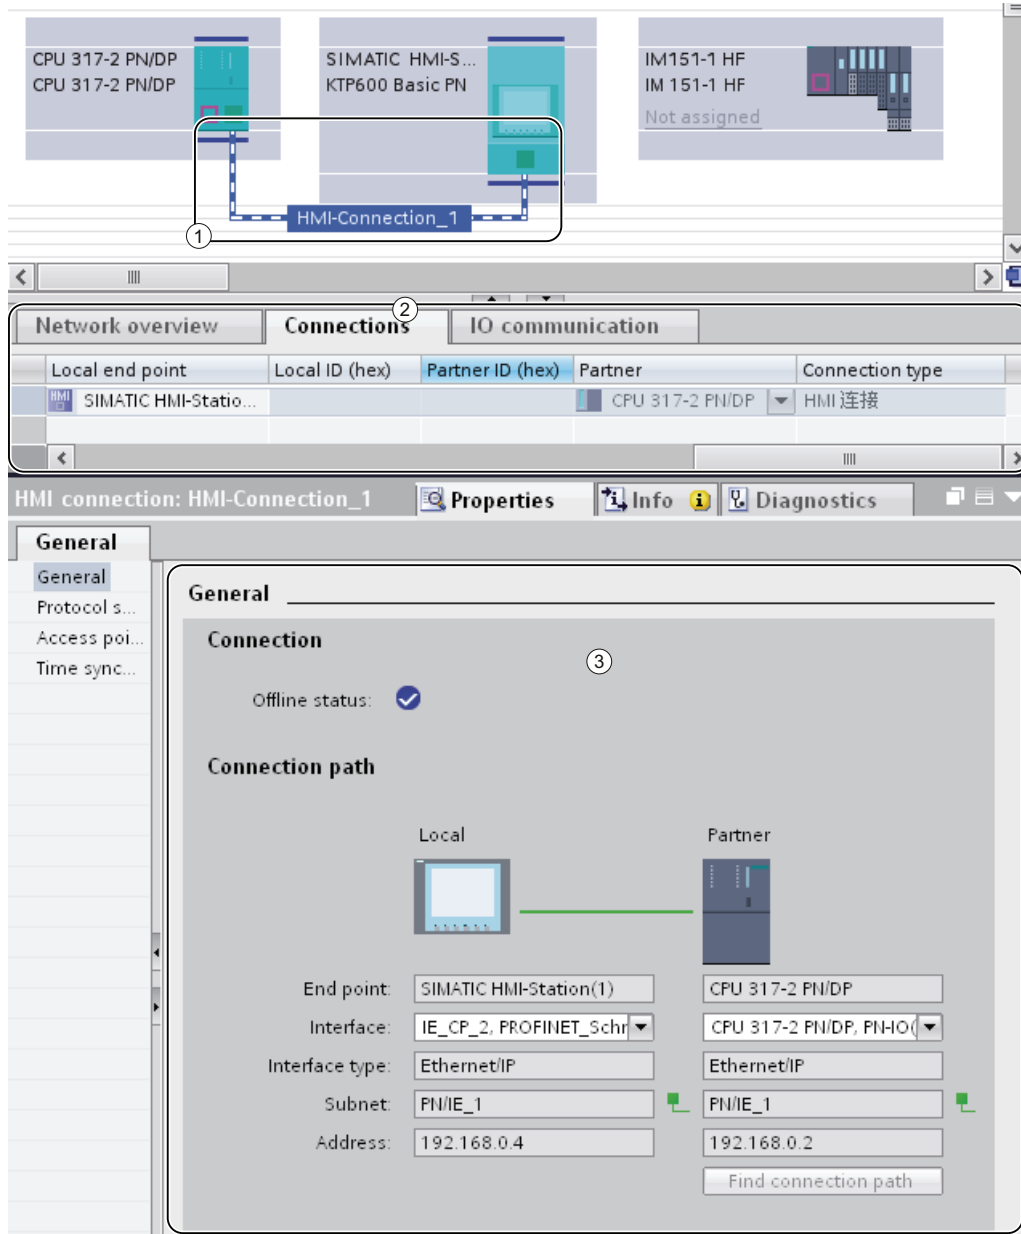 CPU 317-2 PN/DP
CPU 317-2 PN/DP
SIMATIC HMI-S...
KTP600 Basic PN
IM151-1 HF
IM 151-1 HF
Not assigned
HMI-Connection_1
1
2
Network overview Connections IO communication
Local end point Local ID (hex) Partner ID (hex) Partner Connection type
HMI SIMATIC HMI-Statio... CPU 317-2 PN/DP HMI 连接
HMI connection: HMI-Connection_1 Properties Info Diagnostics
General
General
Protocol s...
Access poi...
Time sync...
General
Connection
3
Offline status:
Connection path
Local Partner
End point: SIMATIC HMI-Station(1) CPU 317-2 PN/DP
Interface: IE_CP_2, PROFINET_Schr CPU 317-2 PN/DP, PN-IO(
Interface type: Ethernet/IP Ethernet/IP
Subnet: PN/IE_1 PN/IE_1
Address: 192.168.0.4 192.168.0.2
Find connection path